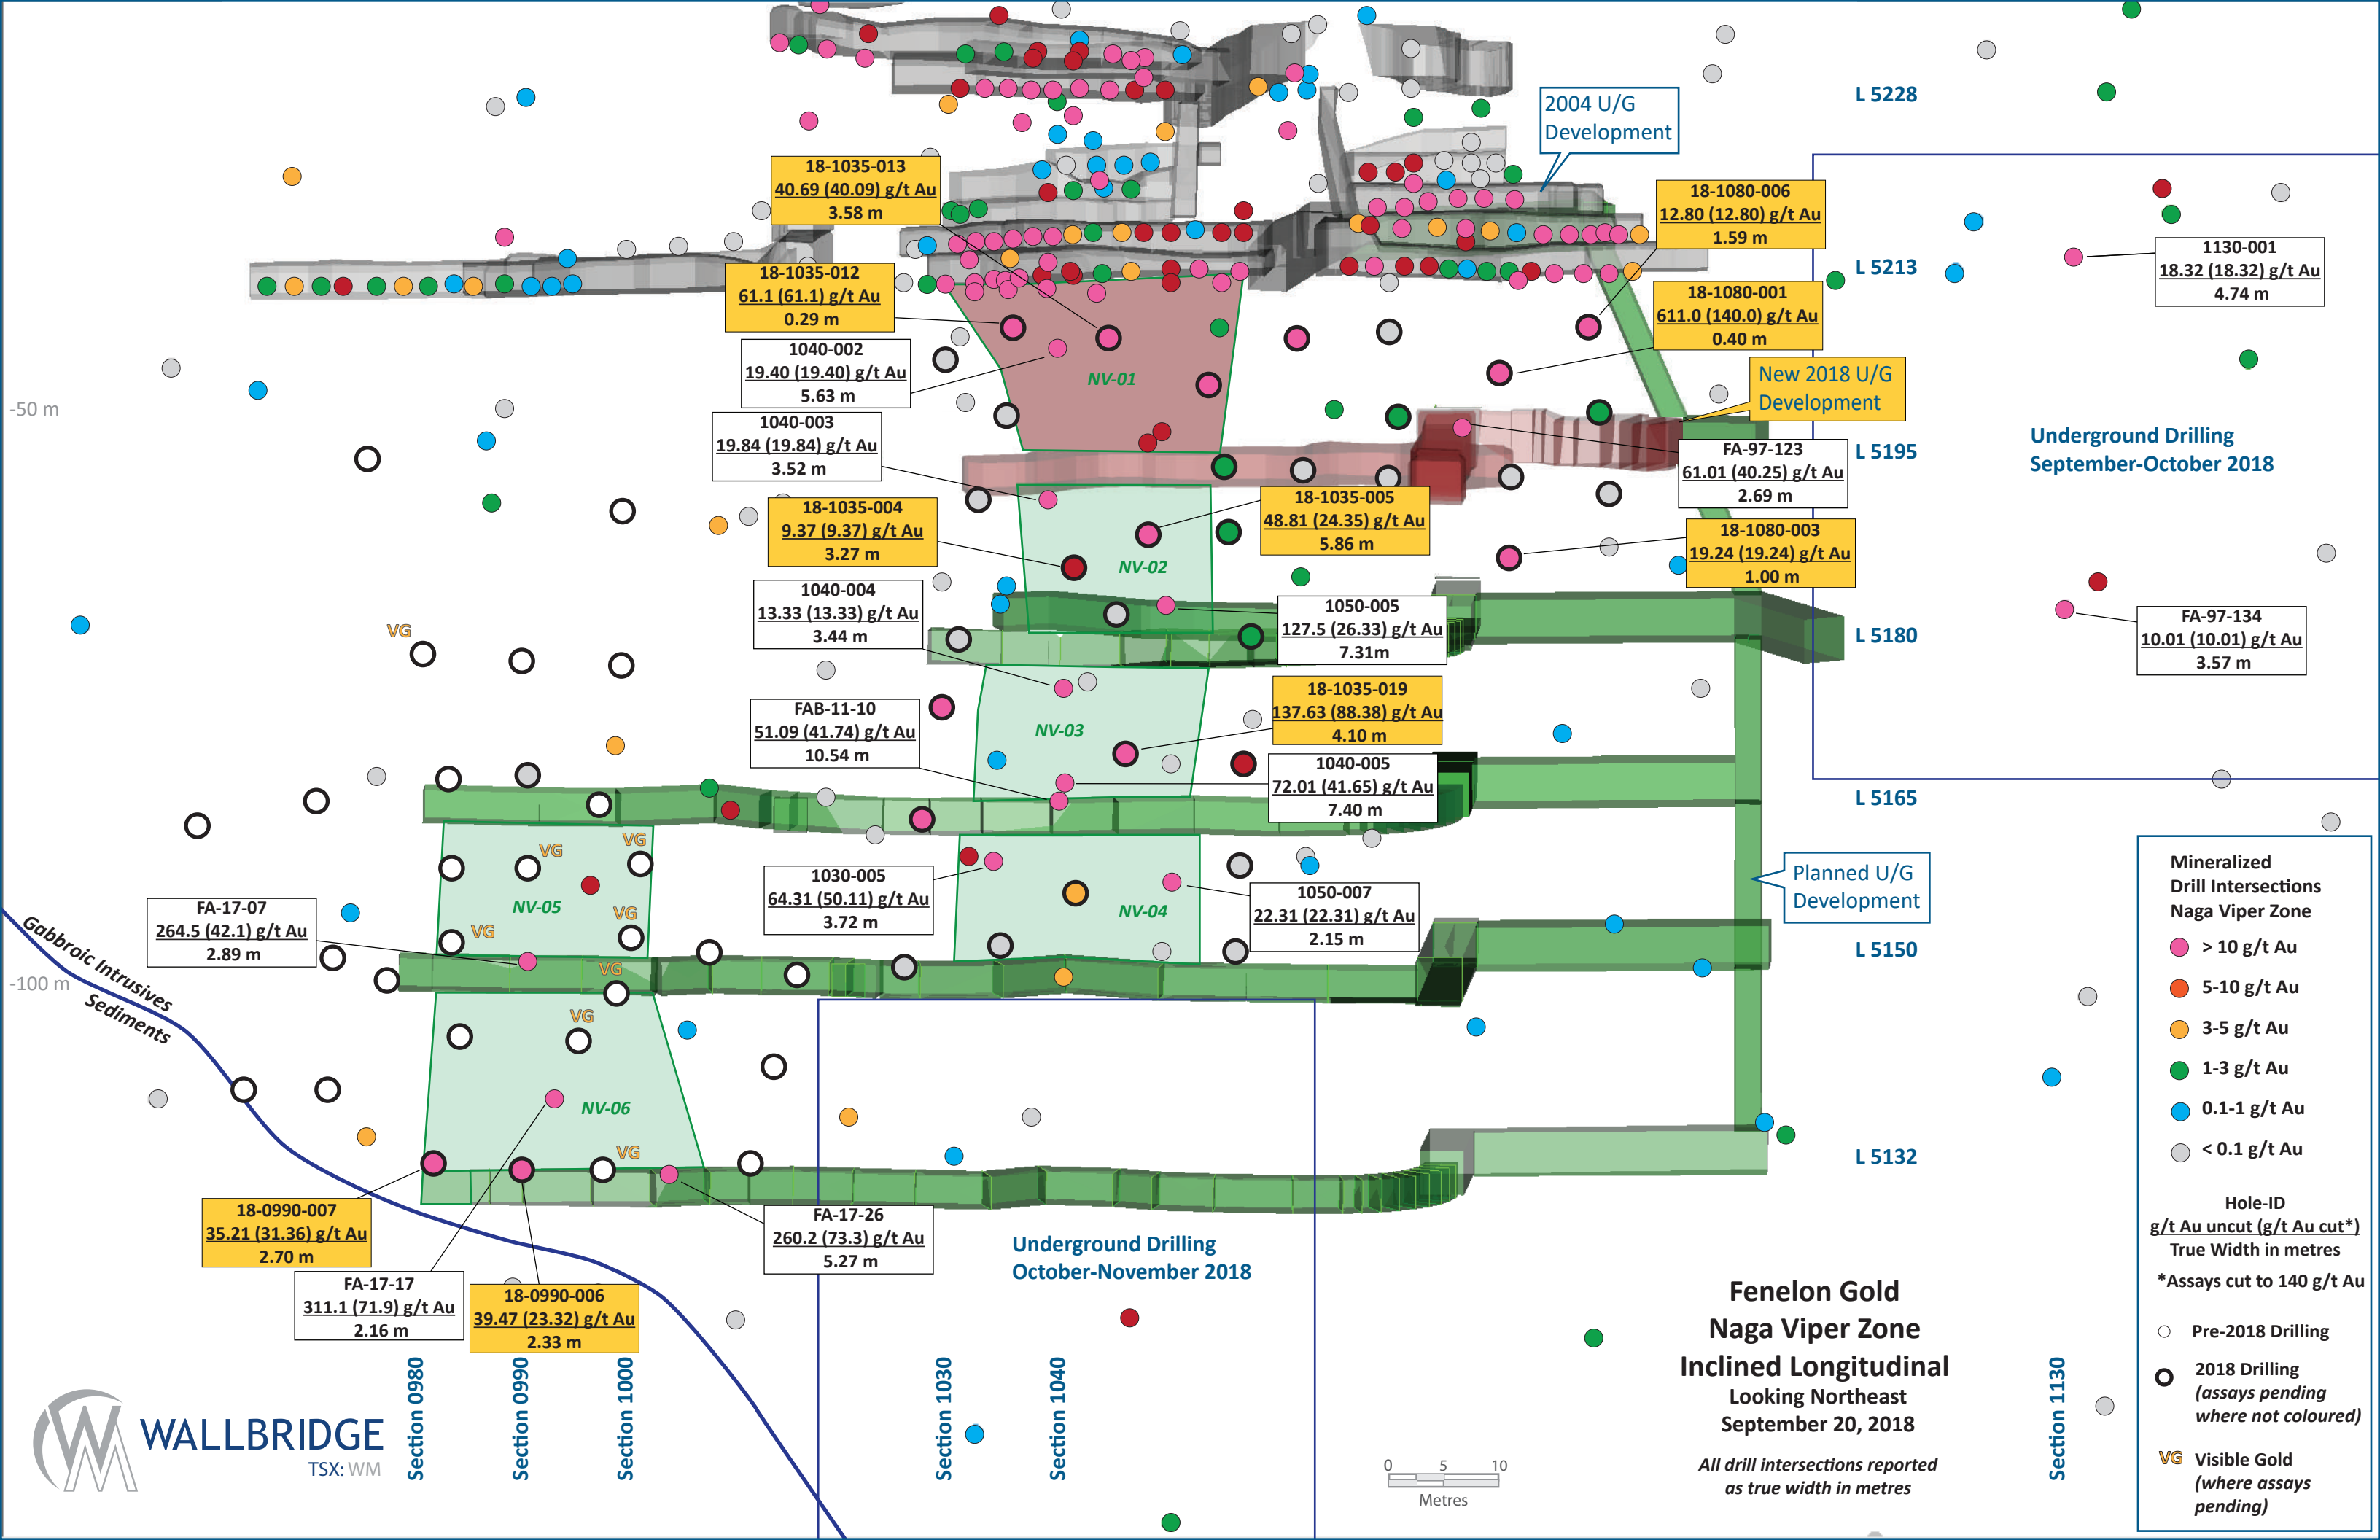 L 5228
2004 U/G
Development
18-1035-013
40.69 (40.09) g/t Au
3.58 m
18-1080-006
12.80 (12.80) g/t Au
1.59 m
1130-001
18.32 (18.32) g/t Au
4.74 m
L 5213
18-1035-012
61.1 (61.1) g/t Au
0.29 m
18-1080-001
611.0 (140.0) g/t Au
0.40 m
1040-002
19.40 (19.40) g/t Au
5.63 m
NV-01
New 2018 U/G
Development
-50 m
1040-003
19.84 (19.84) g/t Au
3.52 m
FA-97-123
61.01 (40.25) g/t Au
2.69 m
L 5195
Underground Drilling
September-October 2018
18-1035-004
9.37 (9.37) g/t Au
3.27 m
18-1035-005
48.81 (24.35) g/t Au
5.86 m
18-1080-003
19.24 (19.24) g/t Au
1.00 m
NV-02
1040-004
13.33 (13.33) g/t Au
3.44 m
1050-005
127.5 (26.33) g/t Au
7.31m
L 5180
FA-97-134
10.01 (10.01) g/t Au
3.57 m
VG
FAB-11-10
51.09 (41.74) g/t Au
10.54 m
NV-03
18-1035-019
137.63 (88.38) g/t Au
4.10 m
1040-005
72.01 (41.65) g/t Au
7.40 m
L 5165
VG
VG
NV-05
VG
VG
1030-005
64.31 (50.11) g/t Au
3.72 m
NV-04
1050-007
22.31 (22.31) g/t Au
2.15 m
Planned U/G
Development
FA-17-07
264.5 (42.1) g/t Au
2.89 m
L 5150
Gabbroic Intrusives
Sediments
-100 m
VG
VG
NV-06
VG
L 5132
18-0990-007
35.21 (31.36) g/t Au
2.70 m
FA-17-17
311.1 (71.9) g/t Au
2.16 m
18-0990-006
39.47 (23.32) g/t Au
2.33 m
FA-17-26
260.2 (73.3) g/t Au
5.27 m
Underground Drilling
October-November 2018
Mineralized
Drill Intersections
Naga Viper Zone
> 10 g/t Au
5-10 g/t Au
3-5 g/t Au
1-3 g/t Au
0.1-1 g/t Au
< 0.1 g/t Au
Hole-ID
g/t Au uncut (g/t Au cut*)
True Width in metres
*Assays cut to 140 g/t Au
Pre-2018 Drilling
2018 Drilling
(assays pending
where not coloured)
VG Visible Gold
(where assays
pending)
Fenelon Gold
Naga Viper Zone
Inclined Longitudinal
Looking Northeast
September 20, 2018
All drill intersections reported
as true width in metres
0 5 10
Metres
Section 0980
Section 0990
Section 1000
Section 1030
Section 1040
Section 1130
WALLBRIDGE
TSX: WM